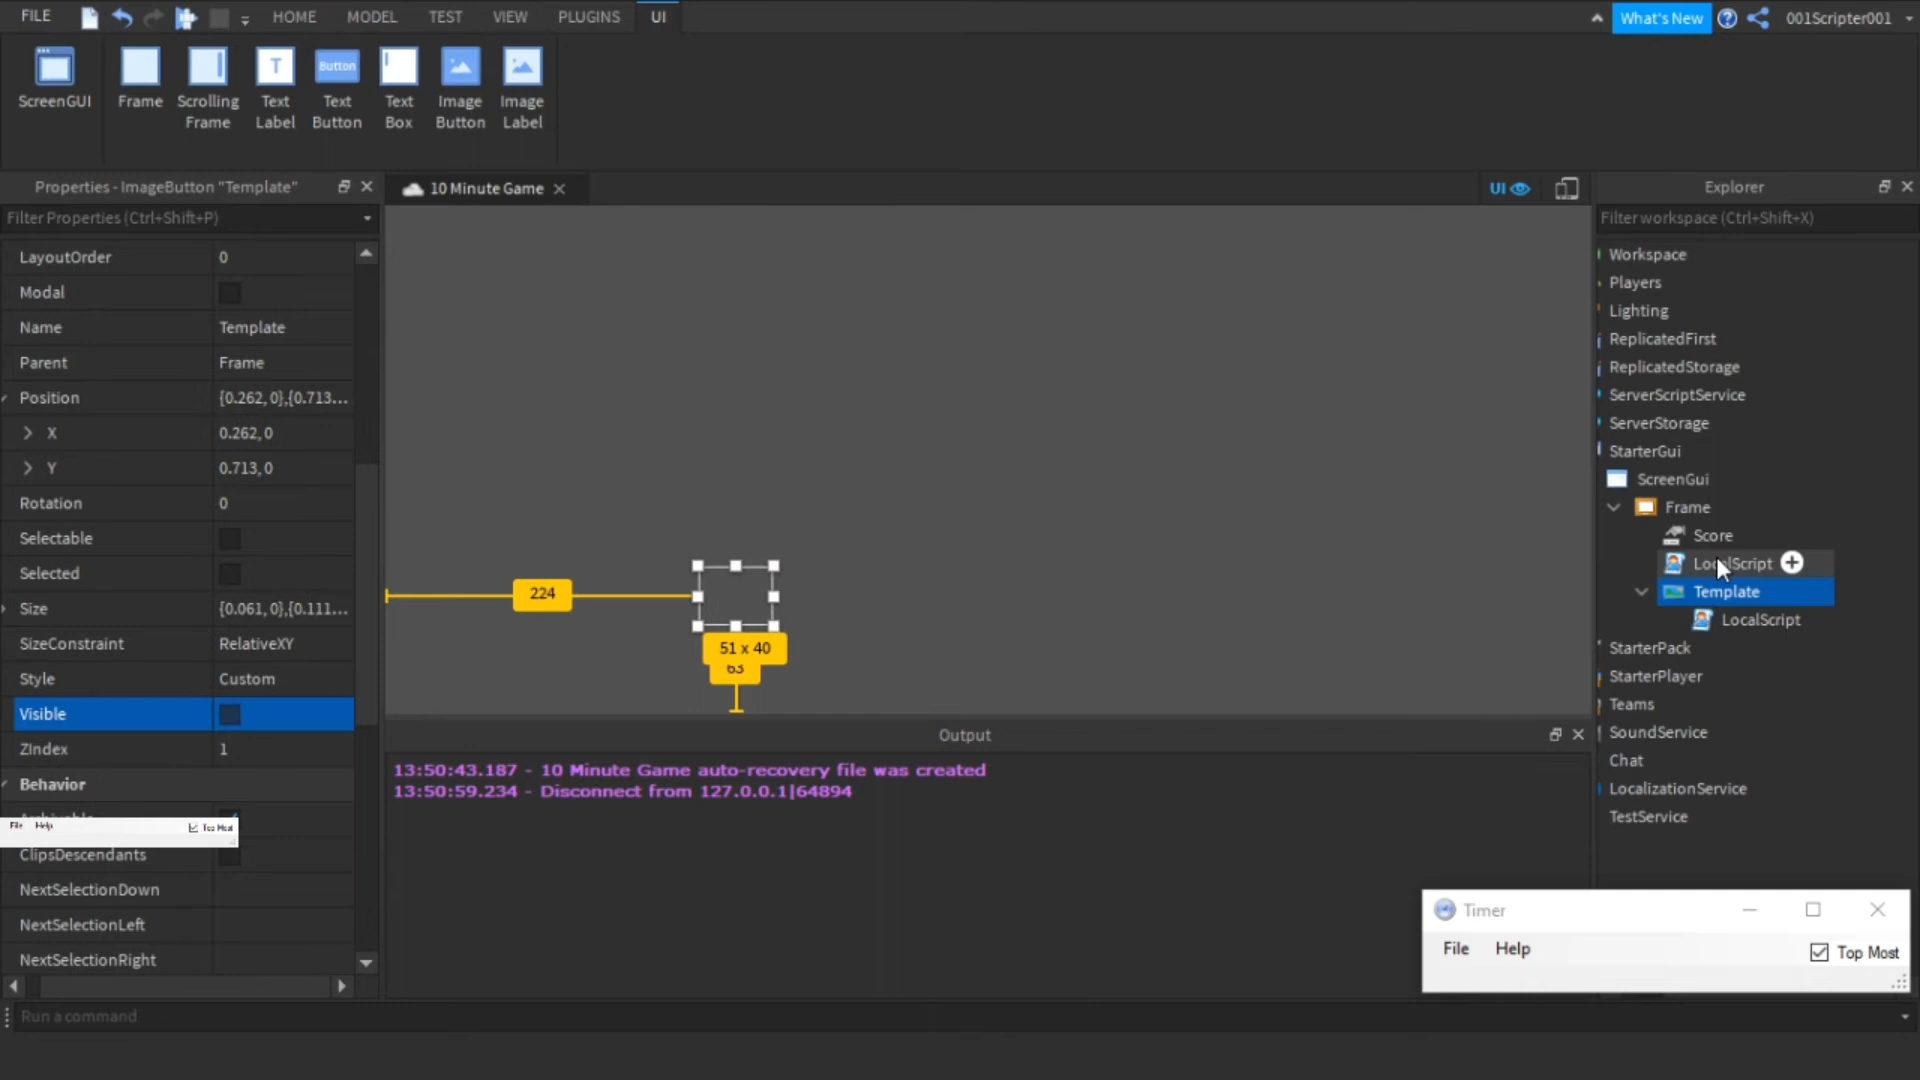 FILE HOME MODEL TEST VIEW PLUGINS UI What's New 001Scripter001
Button
ScreenGUI Frame Scrolling Frame Text Label Text Button Text Box Image Button Image Label
Properties - ImageButton "Template"
Filter Properties (Ctrl+Shift+P)
LayoutOrder 0
Modal
Name Template
Parent Frame
Position {0.262, 0},{0.713...
X 0.262, 0
Y 0.713, 0
Rotation 0
Selectable
Selected
Size {0.061, 0},{0.111...
SizeConstraint RelativeXY
Style Custom
Visible
ZIndex 1
Behavior
File Help Top Most
ClipsDescendants
NextSelectionDown
NextSelectionLeft
NextSelectionRight
10 Minute Game
UI
224
51 x 40
63
Output
13:50:43.187 - 10 Minute Game auto-recovery file was created
13:50:59.234 - Disconnect from 127.0.0.1|64894
Explorer
Filter workspace (Ctrl+Shift+X)
Workspace
Players
Lighting
ReplicatedFirst
ReplicatedStorage
ServerScriptService
ServerStorage
StarterGui
ScreenGui
Frame
Score
LocalScript
Template
LocalScript
StarterPack
StarterPlayer
Teams
SoundService
Chat
LocalizationService
TestService
Timer
File Help Top Most
Run a command